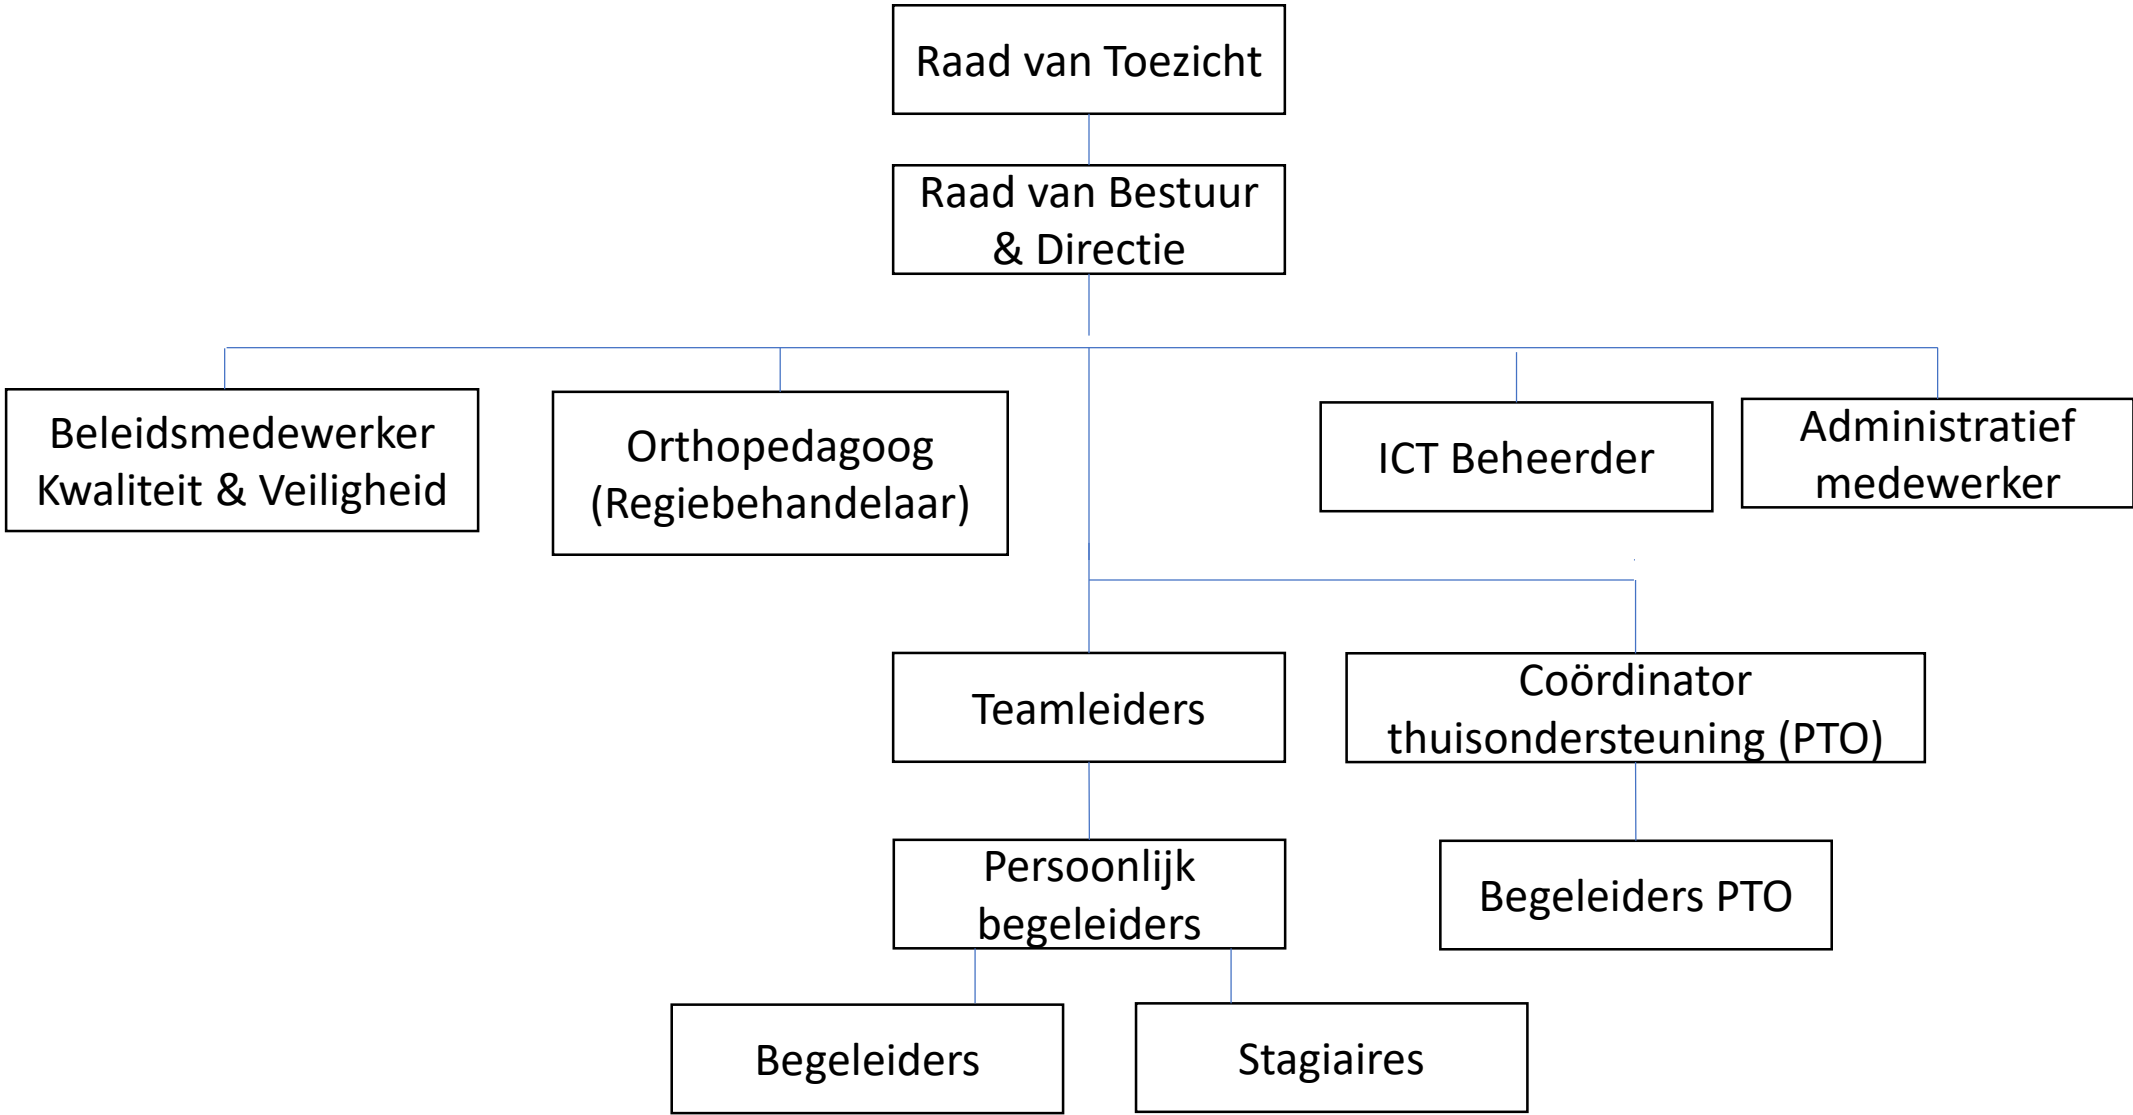 Raad van Toezicht
Raad van Bestuur
& Directie
Beleidsmedewerker
Kwaliteit & Veiligheid
Orthopedagoog
(Regiebehandelaar)
ICT Beheerder
Administratief
medewerker
Teamleiders
Coördinator
thuisondersteuning (PTO)
Persoonlijk
begeleiders
Begeleiders PTO
Begeleiders
Stagiaires